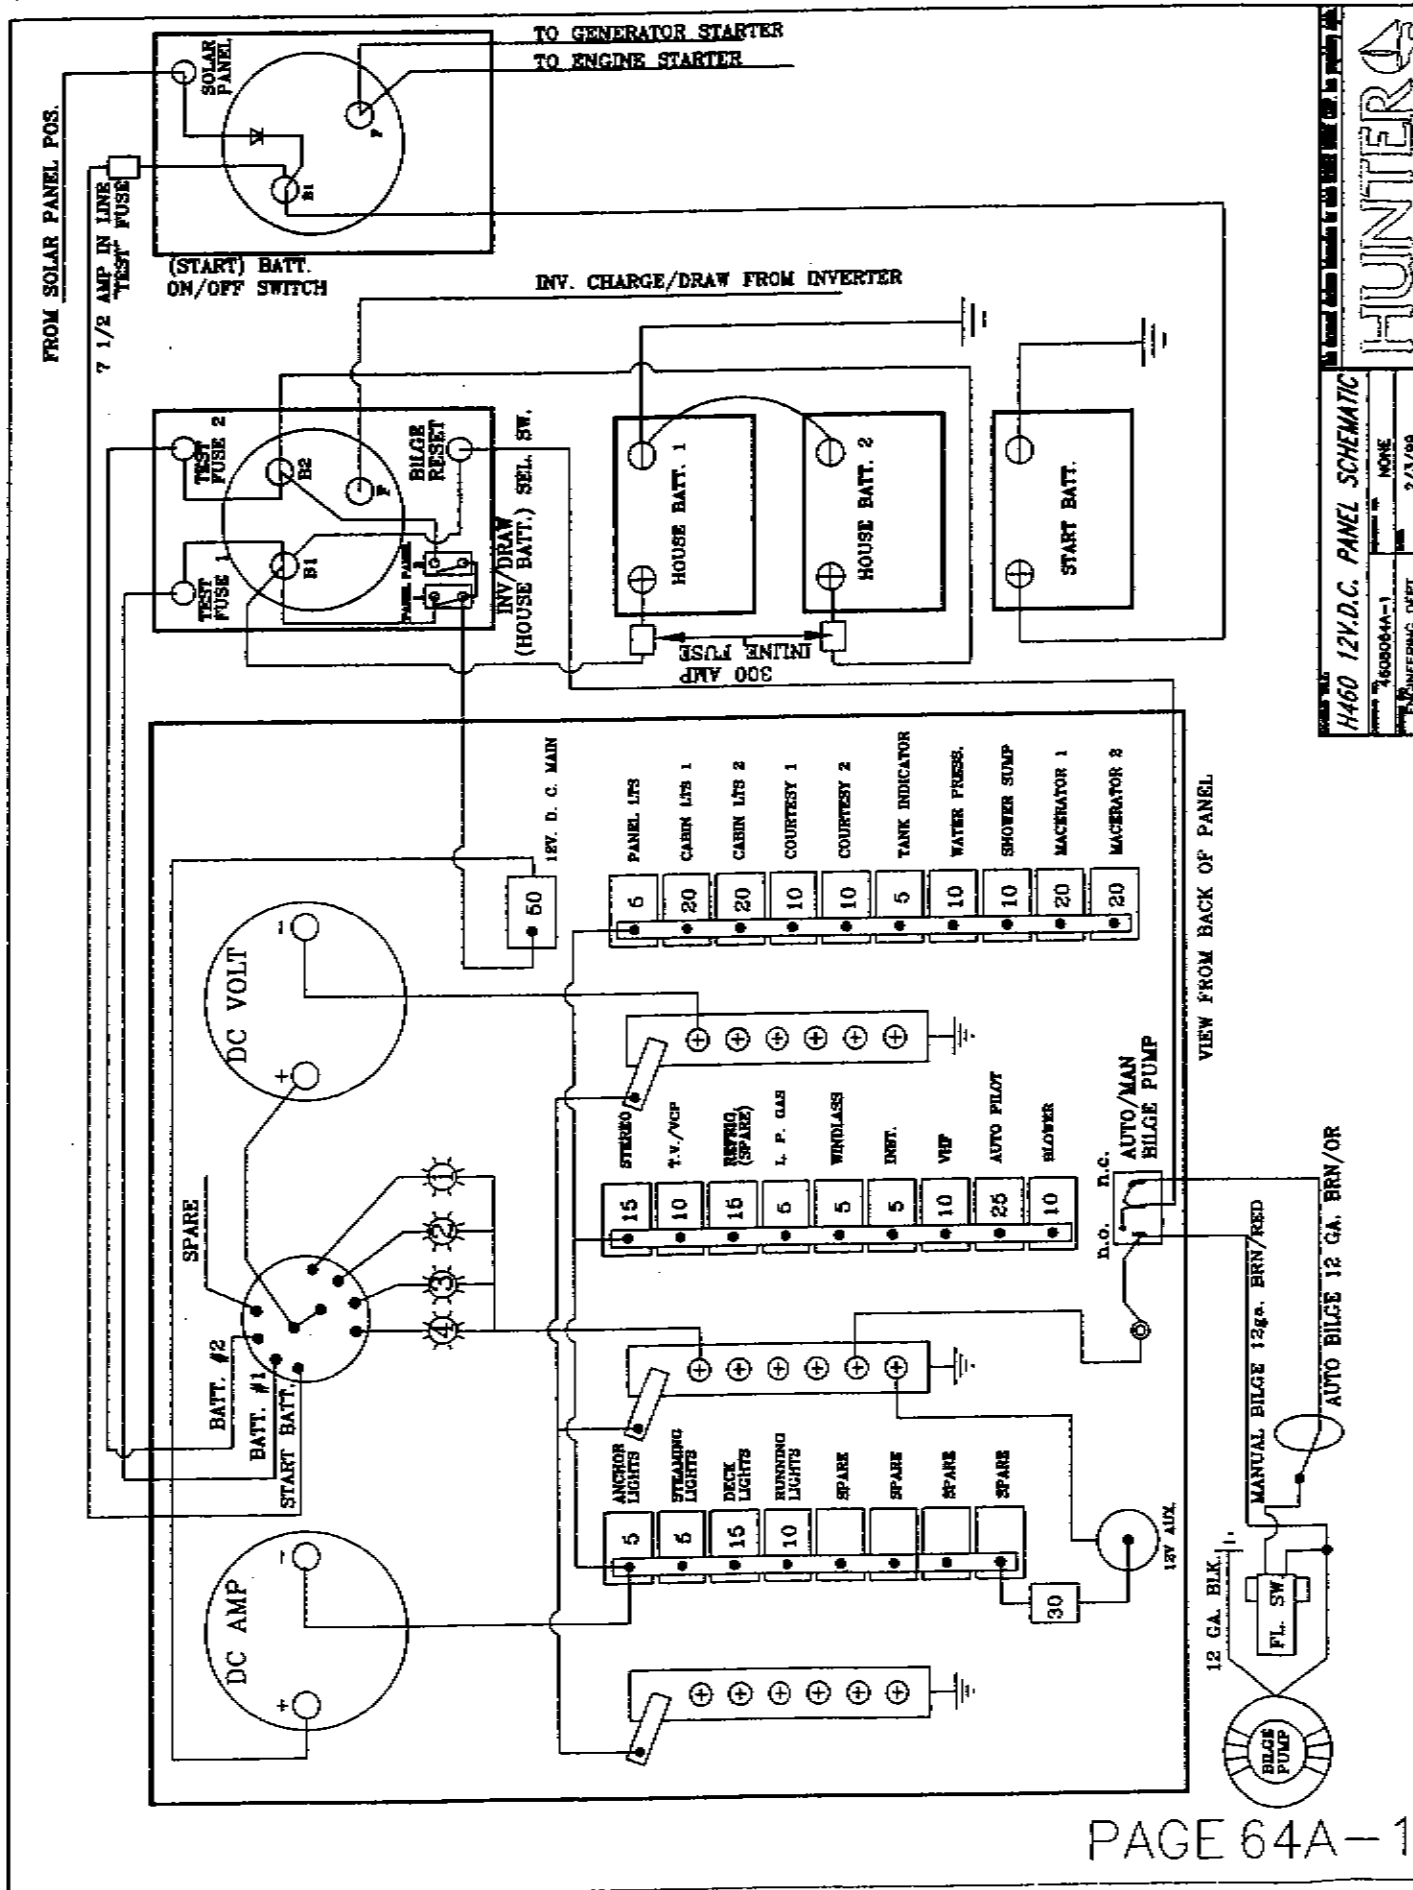 TO GENERATOR STARTER
TO ENGINE STARTER
SOLAR
PANEL
F
B1
FROM SOLAR PANEL POS.
7 1/2 AMP IN LINE
TEST FUSE
(START) BATT.
ON/OFF SWITCH
INV. CHARGE/DRAW FROM INVERTER
TEST
FUSE 2
B2
F
BILGE
RESET
TEST
FUSE 1
B1
INV/DRAW
(HOUSE BATT.) SEL. SW.
HOUSE BATT. 1
HOUSE BATT. 2
START BATT.
300 AMP
INLINE FUSE
DC VOLT
-
+
12V. D. C. MAIN
50
PANEL LTS
CABIN LTS 1
20
CABIN LTS 2
20
COURTESY 1
10
COURTESY 2
10
TANK INDICATOR
5
WATER PRESS.
10
SHOWER SUMP
10
MACERATOR 1
20
MACERATOR 2
20
SPARE
BATT. #2
BATT. #1
START BATT.
1
2
3
4
STEREO
15
T.V./VCP
10
REFRIG
(SPARE)
15
L. P. GAS
5
WINDLASS
5
INST.
5
VHF
10
AUTO PILOT
25
BLOWER
10
n.o. n.c.
AUTO/MAN
BILGE PUMP
VIEW FROM BACK OF PANEL
DC AMP
-
+
ANCHOR
LIGHTS
5
STEAMING
LIGHTS
5
DECK
LIGHTS
15
RUNNING
LIGHTS
10
SPARE
SPARE
SPARE
SPARE
30
12V AUX.
MANUAL BILGE 12ga. BRN/RED
AUTO BILGE 12 GA. BRN/OR
12 GA. BLK.
FL. SW
BILGE
PUMP
HUNTER
H460 12V.D.C. PANEL SCHEMATIC
4608064A-1
NONE
ENGINEERING DEPT
2/3/99
PAGE 64A-1